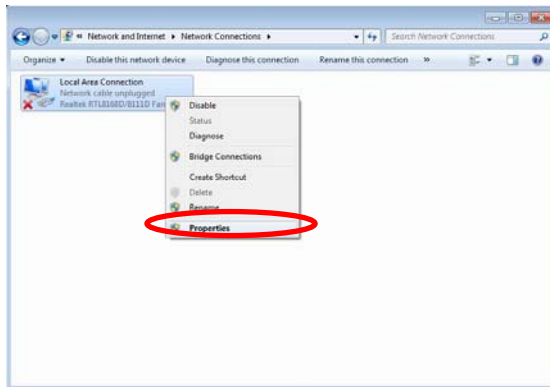 « Network and Internet ▸ Network Connections ▸
Search Network Connections
Organize ▾ Disable this network device Diagnose this connection Rename this connection »
Local Area Connection
Network cable unplugged
Realtek RTL8168D/8111D Fam
Disable
Status
Diagnose
Bridge Connections
Create Shortcut
Delete
Rename
Properties